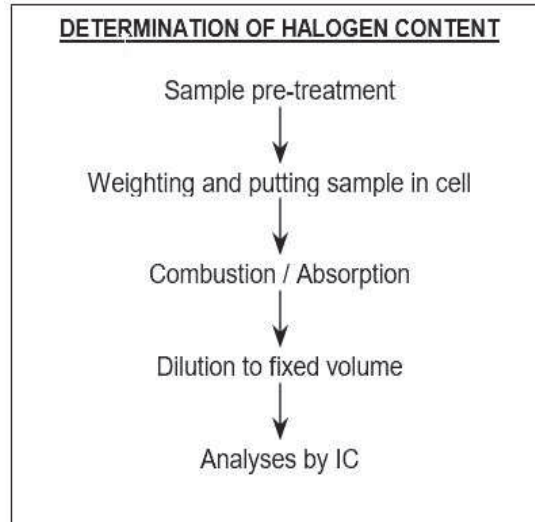 DETERMINATION OF HALOGEN CONTENT
Sample pre-treatment
Weighting and putting sample in cell
Combustion / Absorption
Dilution to fixed volume
Analyses by IC